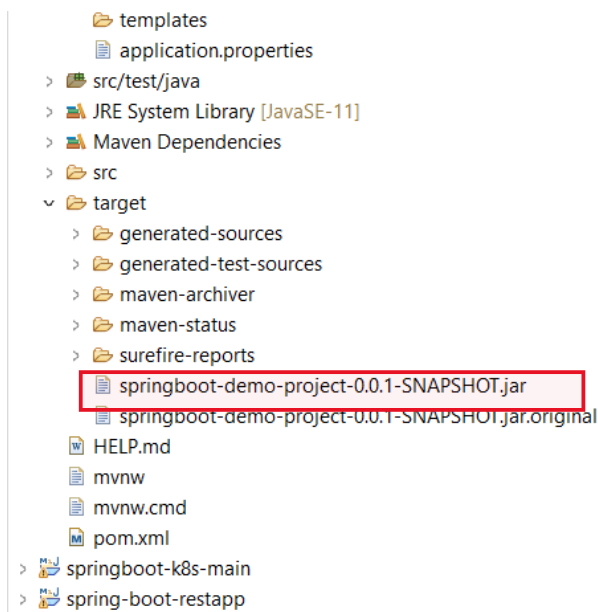 templates
application.properties
src/test/java
JRE System Library [JavaSE-11]
Maven Dependencies
src
target
generated-sources
generated-test-sources
maven-archiver
maven-status
surefire-reports
springboot-demo-project-0.0.1-SNAPSHOT.jar
springboot-demo-project-0.0.1-SNAPSHOT.jar.original
HELP.md
mvnw
mvnw.cmd
pom.xml
springboot-k8s-main
spring-boot-restapp